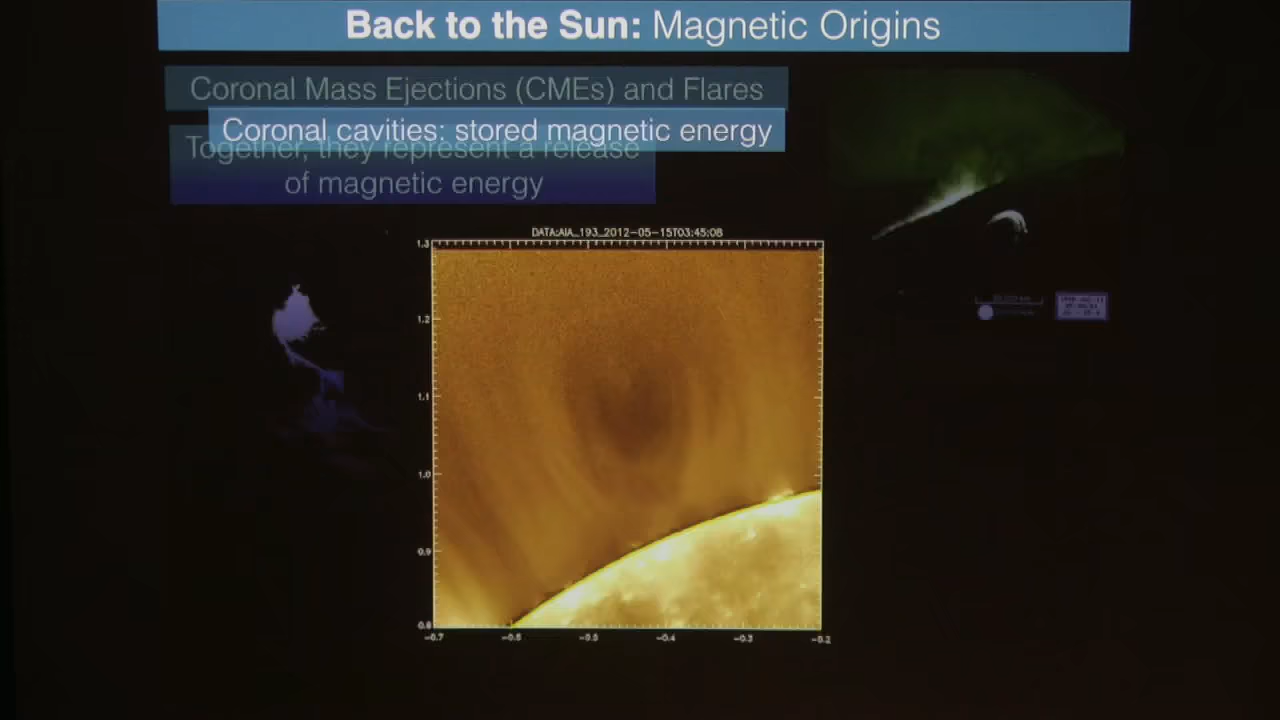 Back to the Sun: Magnetic Origins
Coronal Mass Ejections (CMEs) and Flares
Coronal cavities: stored magnetic energy
Together, they represent a release
of magnetic energy
DATA:AIA_193_2012-05-15T03:45:08
1.3
1.2
1.1
1.0
0.9
0.8
-0.7
-0.6
-0.5
-0.4
-0.3
-0.2